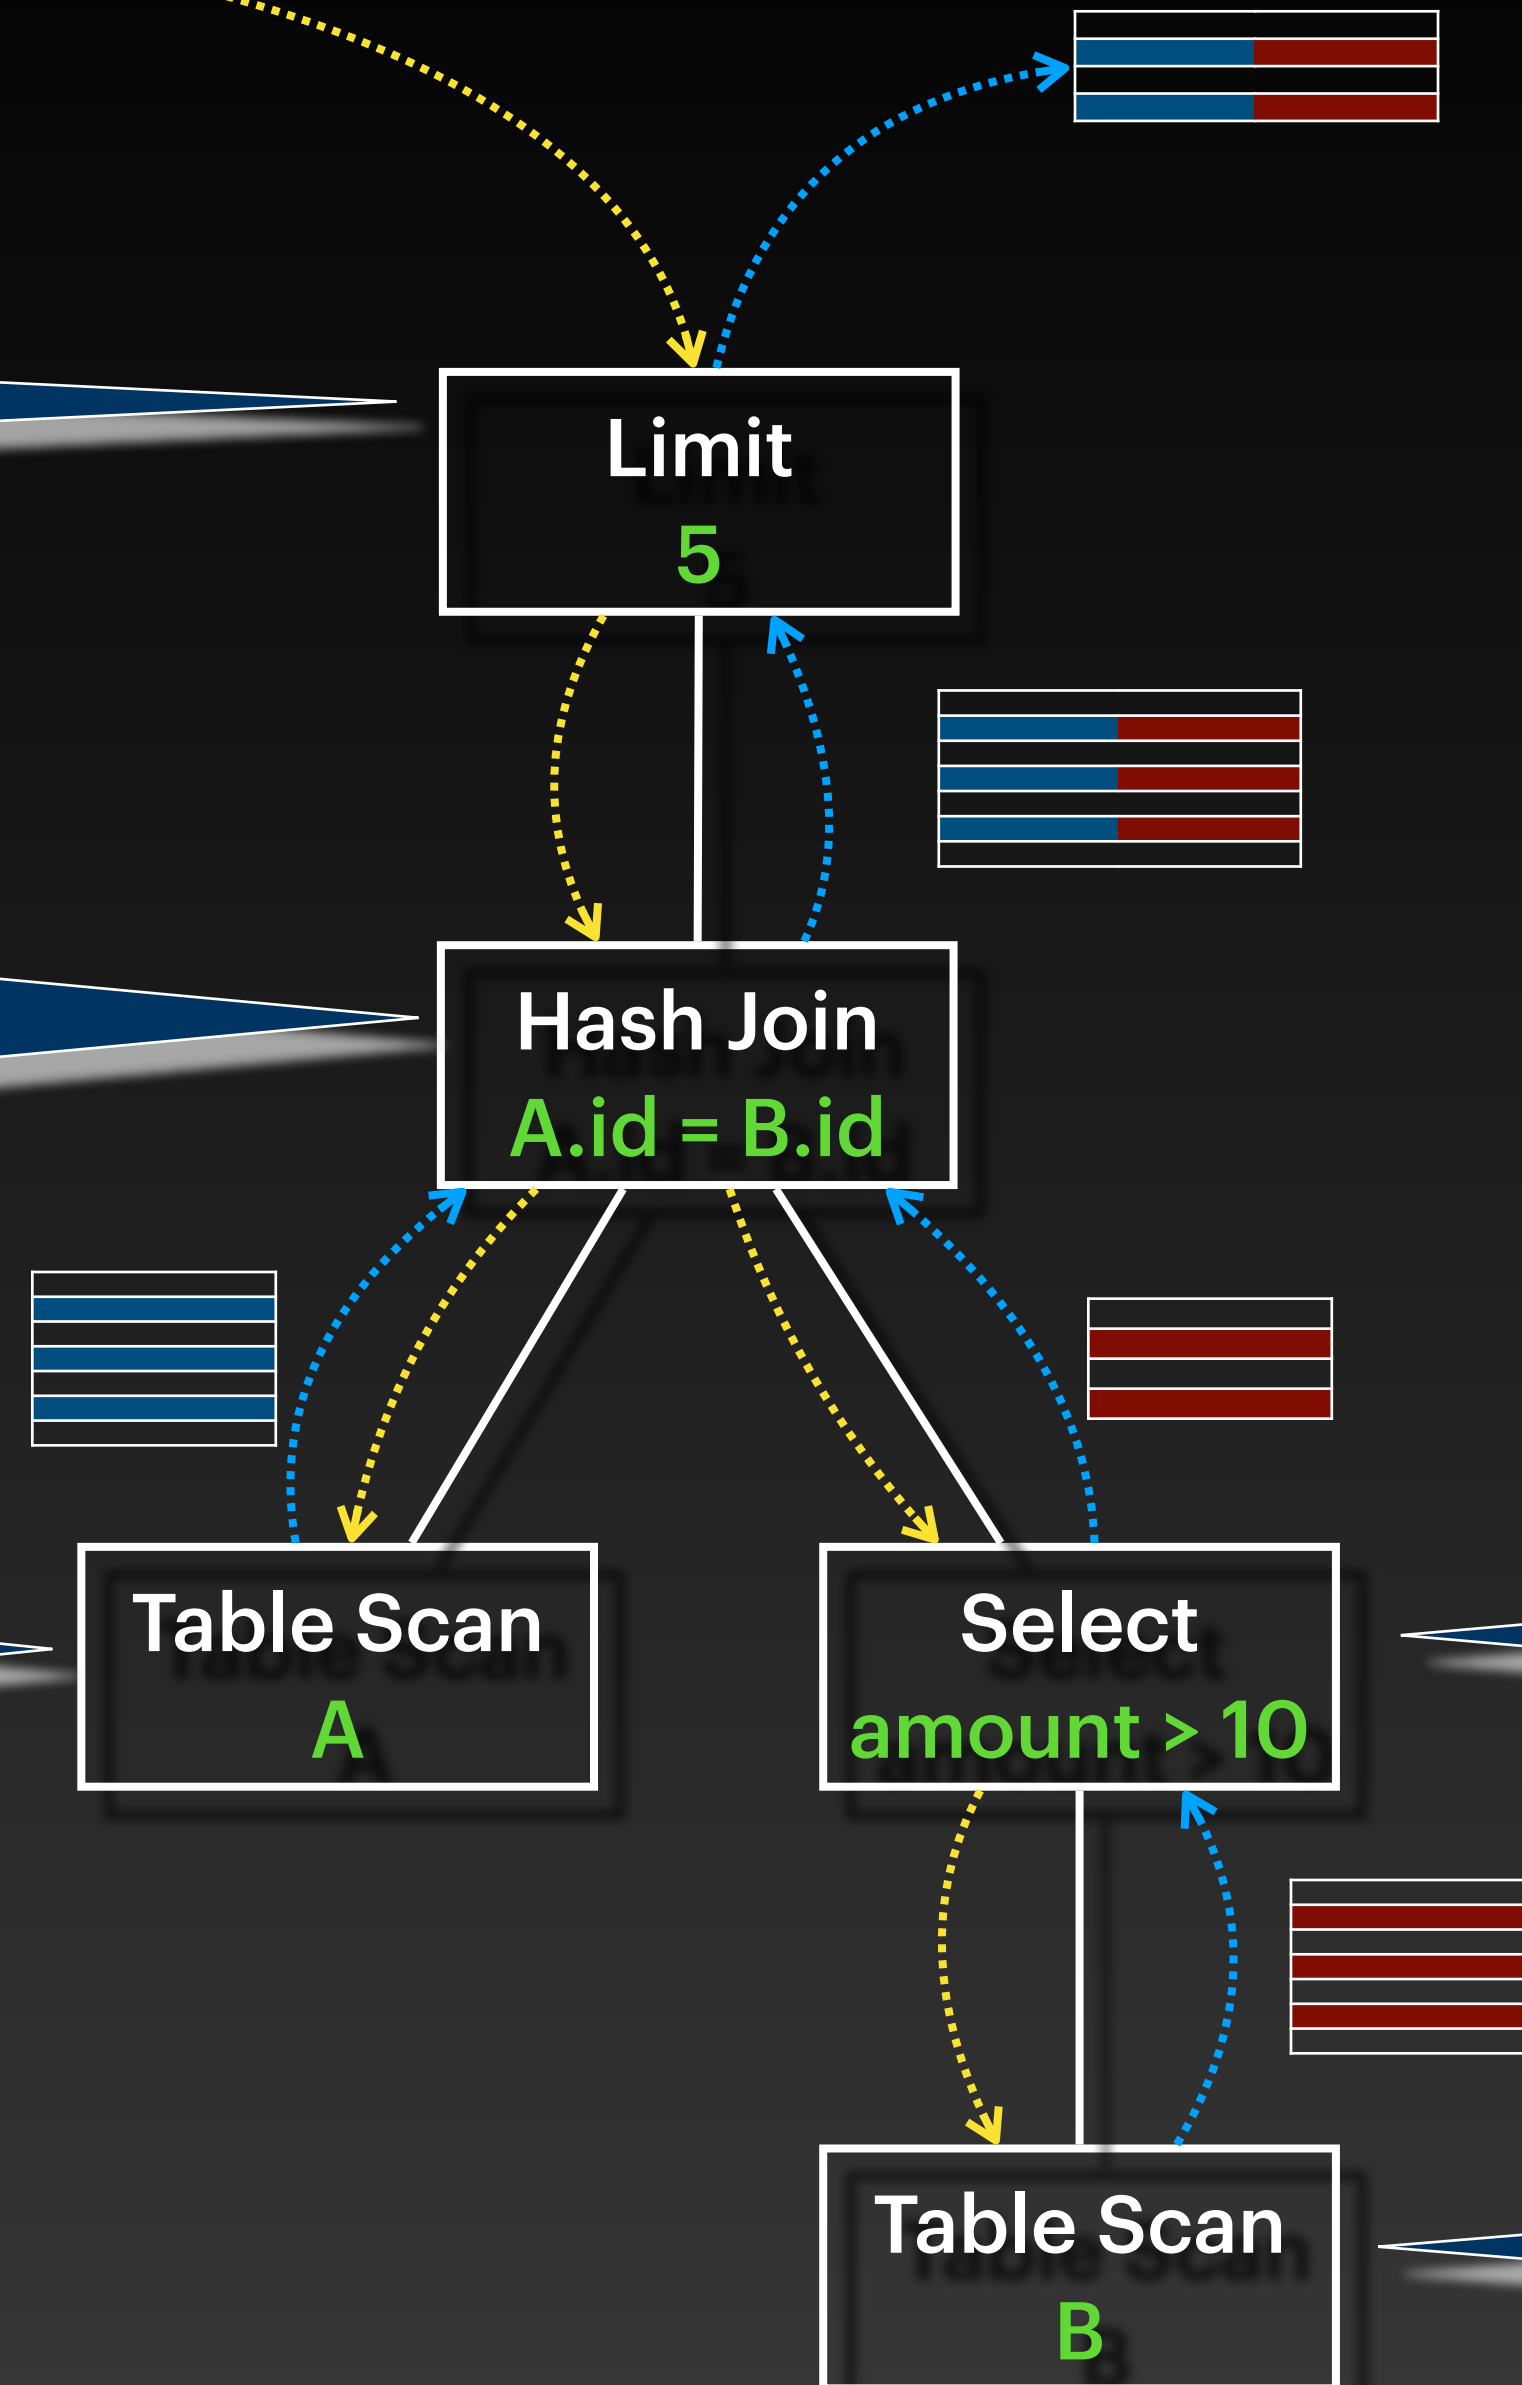 Limit
5
Hash Join
A.id = B.id
Table Scan
A
Select
amount > 10
Table Scan
B